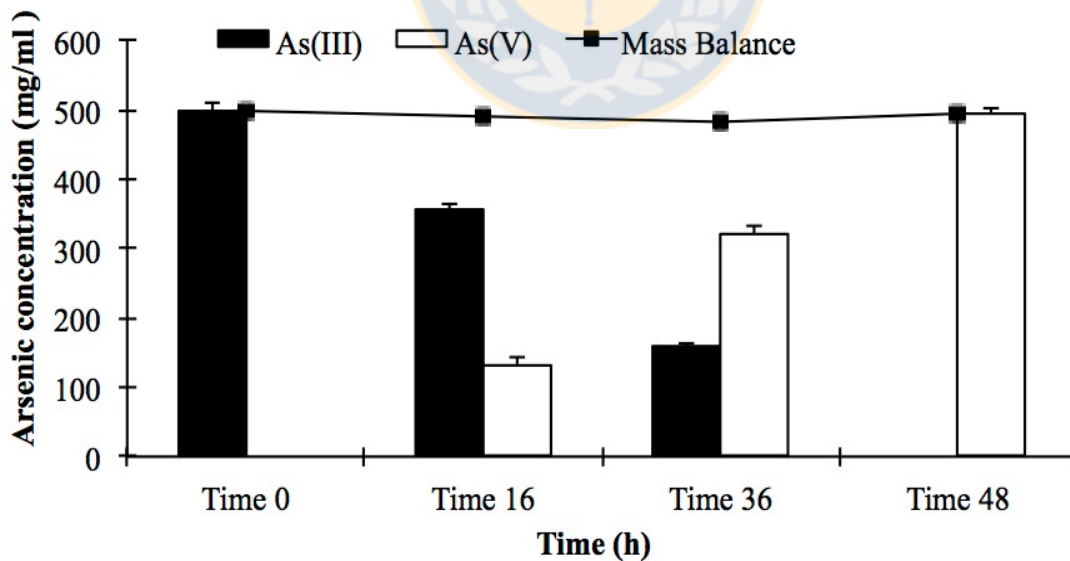 As(III) As(V) Mass Balance
Arsenic concentration (mg/ml )
600
500
400
300
200
100
0
Time 0 Time 16 Time 36 Time 48
Time (h)